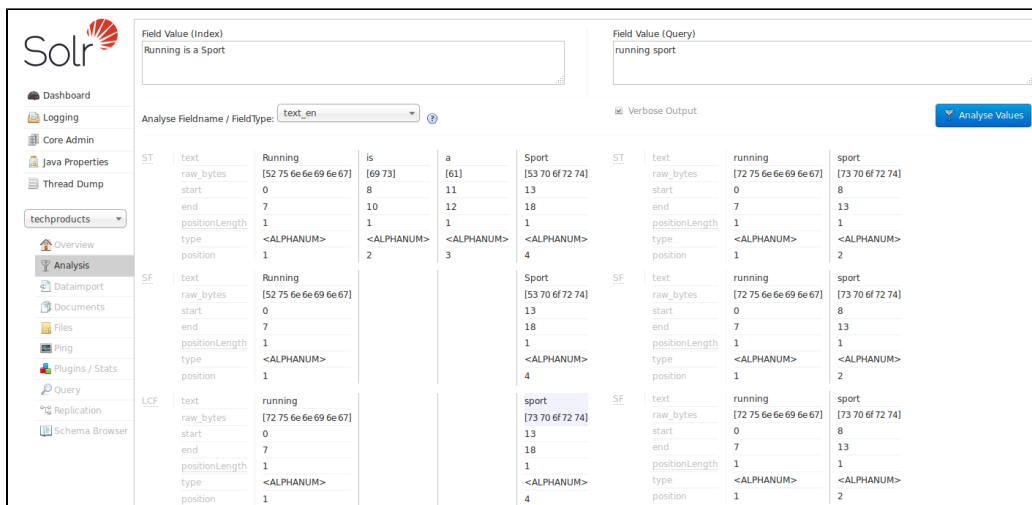 Solr
Dashboard
Logging
Core Admin
Java Properties
Thread Dump
techproducts
Overview
Analysis
Dataimport
Documents
Files
Ping
Plugins / Stats
Query
Replication
Schema Browser
Field Value (Index)
Running is a Sport
Field Value (Query)
running sport
Analyse Fieldname / FieldType: text_en ?
Verbose Output
Analyse Values
ST text Running is a Sport
raw_bytes [52 75 6e 6e 69 6e 67] [69 73] [61] [53 70 6f 72 74]
start 0 8 11 13
end 7 10 12 18
positionLength 1 1 1 1
type <ALPHANUM> <ALPHANUM> <ALPHANUM> <ALPHANUM>
position 1 2 3 4
SF text Running Sport
raw_bytes [52 75 6e 6e 69 6e 67] [53 70 6f 72 74]
start 0 13
end 7 18
positionLength 1 1
type <ALPHANUM> <ALPHANUM>
position 1 4
LCF text running sport
raw_bytes [72 75 6e 6e 69 6e 67] [73 70 6f 72 74]
start 0 13
end 7 18
positionLength 1 1
type <ALPHANUM> <ALPHANUM>
position 1 4
ST text running sport
raw_bytes [72 75 6e 6e 69 6e 67] [73 70 6f 72 74]
start 0 8
end 7 13
positionLength 1 1
type <ALPHANUM> <ALPHANUM>
position 1 2
SF text running sport
raw_bytes [72 75 6e 6e 69 6e 67] [73 70 6f 72 74]
start 0 8
end 7 13
positionLength 1 1
type <ALPHANUM> <ALPHANUM>
position 1 2
SF text running sport
raw_bytes [72 75 6e 6e 69 6e 67] [73 70 6f 72 74]
start 0 8
end 7 13
positionLength 1 1
type <ALPHANUM> <ALPHANUM>
position 1 2